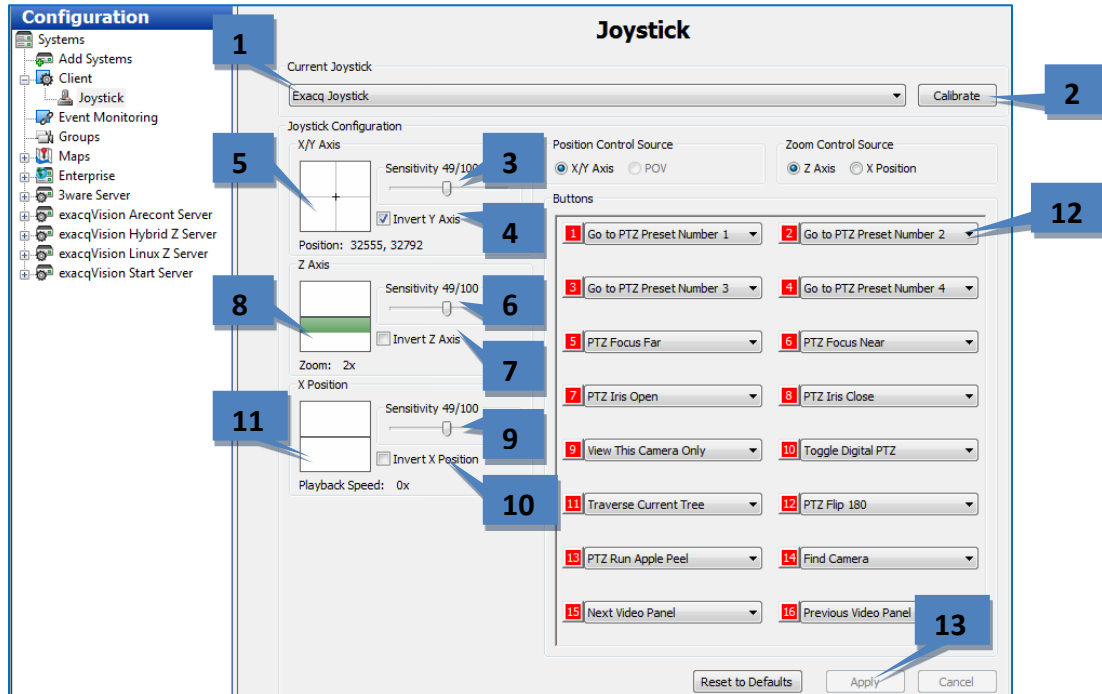 Configuration
Systems
Add Systems
Client
Joystick
Event Monitoring
Groups
Maps
Enterprise
3ware Server
exacqVision Arecont Server
exacqVision Hybrid Z Server
exacqVision Linux Z Server
exacqVision Start Server
Joystick
1
Current Joystick
Exacq Joystick
Calibrate
2
Joystick Configuration
X/Y Axis
5
Sensitivity 49/100
3
Invert Y Axis
4
Position: 32555, 32792
Z Axis
8
Sensitivity 49/100
6
Invert Z Axis
7
Zoom: 2x
X Position
11
Sensitivity 49/100
9
Invert X Position
10
Playback Speed: 0x
Position Control Source
X/Y Axis POV
Zoom Control Source
Z Axis X Position
Buttons
12
1 Go to PTZ Preset Number 1
2 Go to PTZ Preset Number 2
3 Go to PTZ Preset Number 3
4 Go to PTZ Preset Number 4
5 PTZ Focus Far
6 PTZ Focus Near
7 PTZ Iris Open
8 PTZ Iris Close
9 View This Camera Only
10 Toggle Digital PTZ
11 Traverse Current Tree
12 PTZ Flip 180
13 PTZ Run Apple Peel
14 Find Camera
15 Next Video Panel
16 Previous Video Panel
13
Reset to Defaults
Apply
Cancel